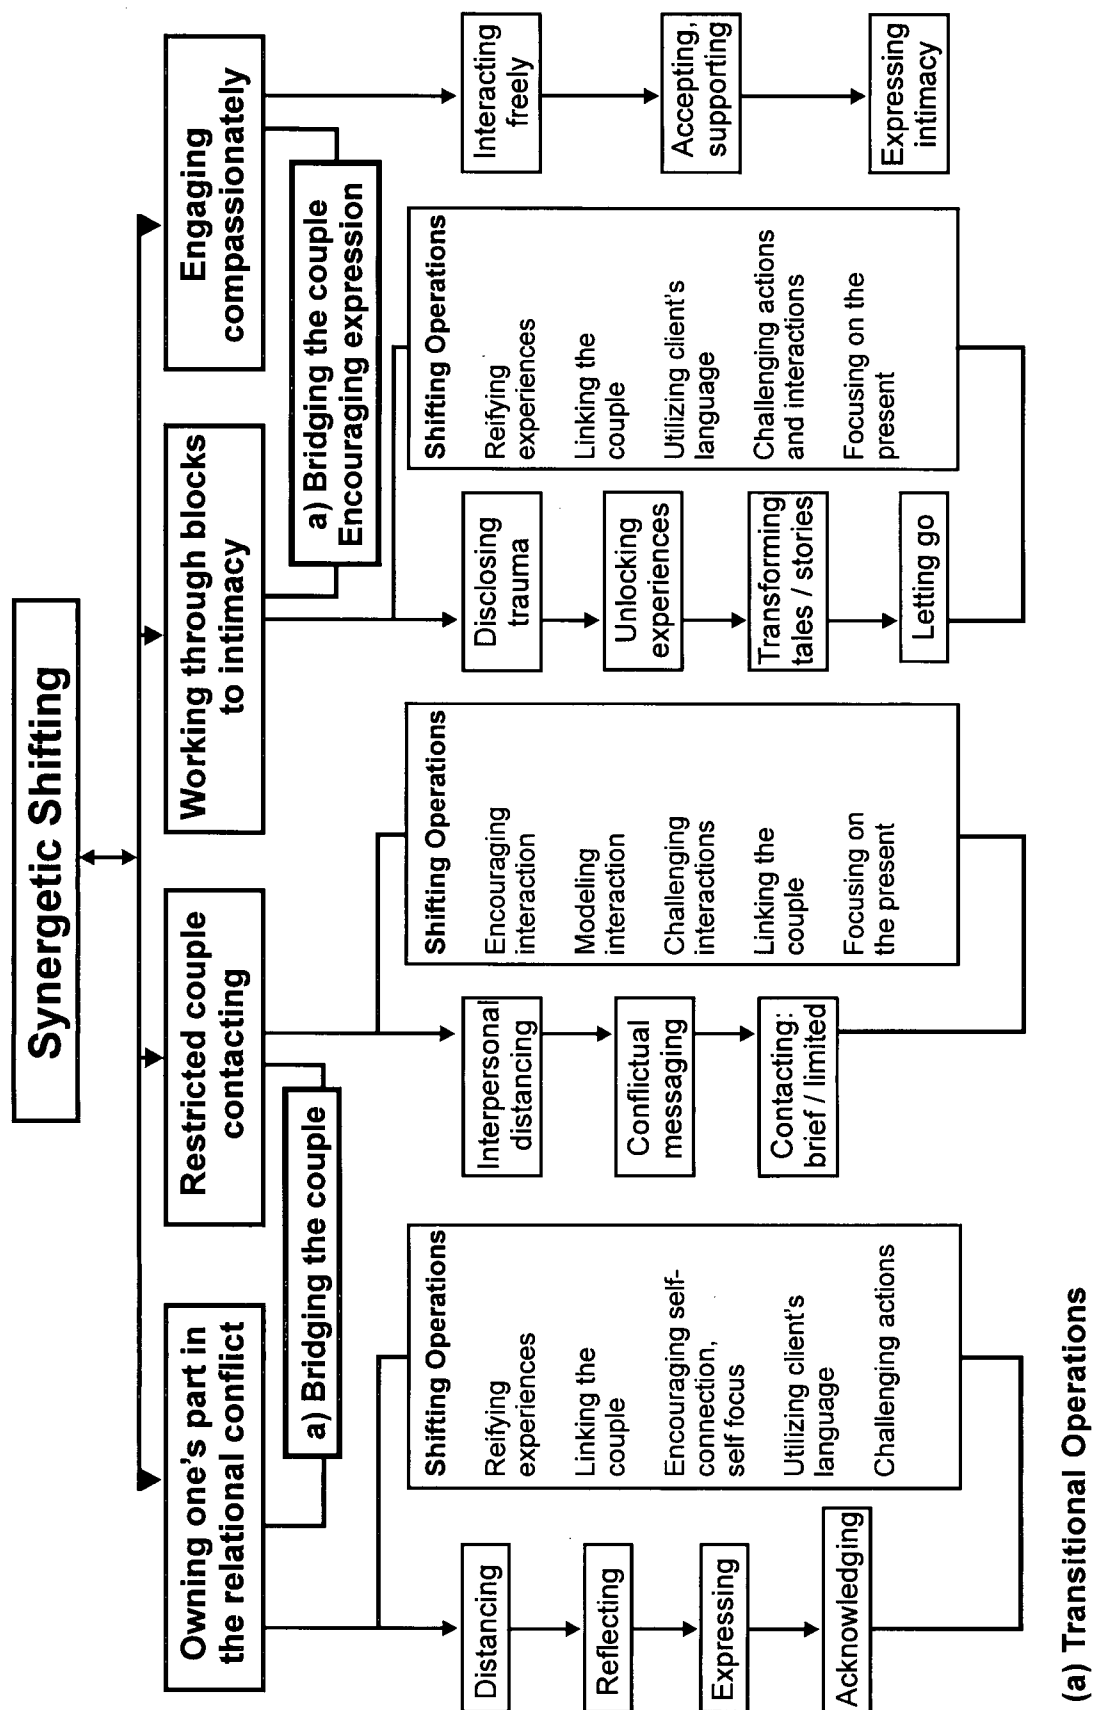 Synergetic Shifting
Owning one's part in
the relational conflict
Restricted couple
contacting
Working through blocks
to intimacy
Engaging
compassionately
a) Bridging the couple
a) Bridging the couple
Encouraging expression
Distancing
Reflecting
Expressing
Acknowledging
Shifting Operations
Reifying
experiences
Linking the
couple
Encouraging self-
connection,
self focus
Utilizing client's
language
Challenging actions
Interpersonal
distancing
Conflictual
messaging
Contacting:
brief / limited
Shifting Operations
Encouraging
interaction
Modeling
interaction
Challenging
interactions
Linking the
couple
Focusing on
the present
Disclosing
trauma
Unlocking
experiences
Transforming
tales / stories
Letting go
Shifting Operations
Reifying
experiences
Linking the
couple
Utilizing client's
language
Challenging actions
and interactions
Focusing on the
present
Interacting
freely
Accepting,
supporting
Expressing
intimacy
(a) Transitional Operations